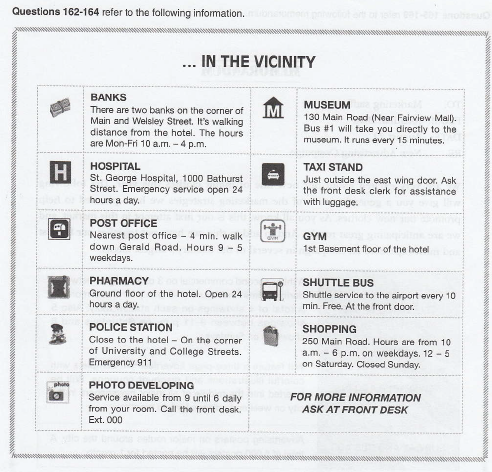 Questions 162-164 refer to the following information.
... IN THE VICINITY
BANKS
There are two banks on the corner of
Main and Welsley Street. It's walking
distance from the hotel. The hours
are Mon-Fri 10 a.m. – 4 p.m.
H
HOSPITAL
St. George Hospital, 1000 Bathurst
Street. Emergency service open 24
hours a day.
POST OFFICE
Nearest post office – 4 min. walk
down Gerald Road. Hours 9 – 5
weekdays.
PHARMACY
Ground floor of the hotel. Open 24
hours a day.
POLICE STATION
Close to the hotel – On the corner
of University and College Streets.
Emergency 911
photo
PHOTO DEVELOPING
Service available from 9 until 6 daily
from your room. Call the front desk.
Ext. 000
M
MUSEUM
130 Main Road (Near Fairview Mall).
Bus #1 will take you directly to the
museum. It runs every 15 minutes.
TAXI STAND
Just outside the east wing door. Ask
the front desk clerk for assistance
with luggage.
GYM
GYM
1st Basement floor of the hotel
SHUTTLE BUS
Shuttle service to the airport every 10
min. Free. At the front door.
SHOPPING
250 Main Road. Hours are from 10
a.m. – 6 p.m. on weekdays. 12 – 5
on Saturday. Closed Sunday.
FOR MORE INFORMATION
ASK AT FRONT DESK